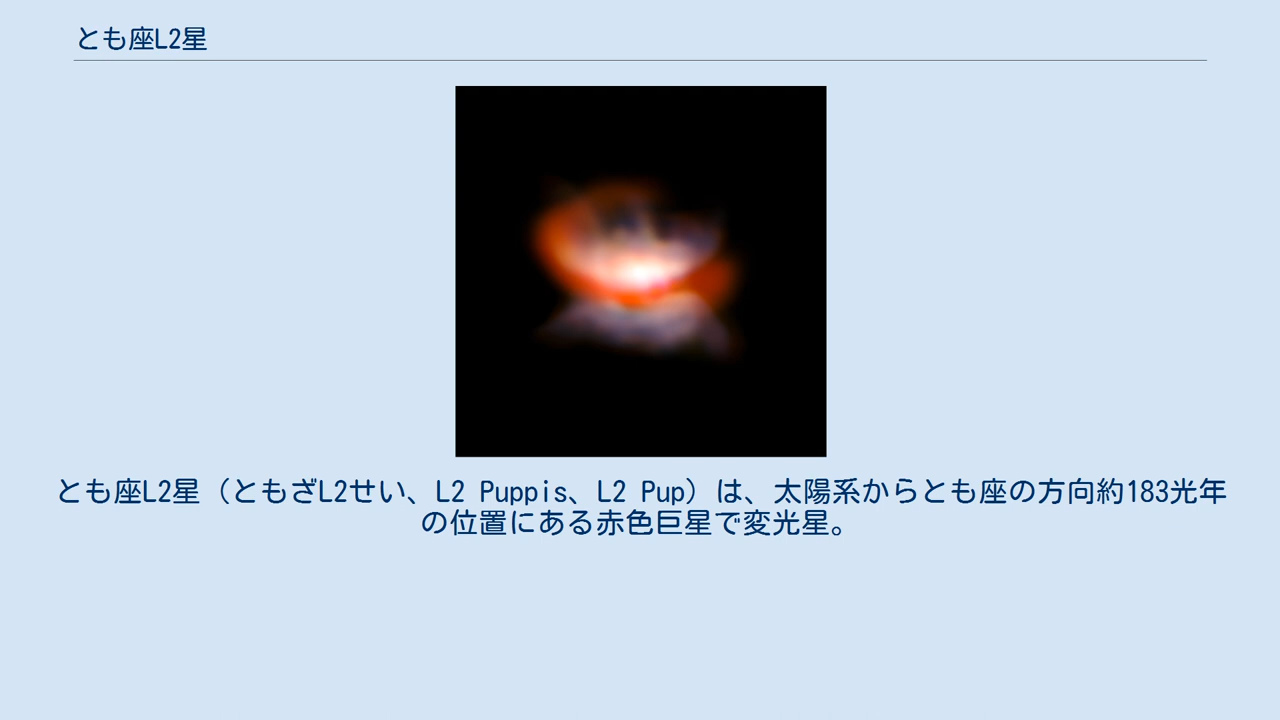 とも座L2星
とも座L2星（ともざL2せい、L2 Puppis、L2 Pup）は、太陽系からとも座の方向約183光年
の位置にある赤色巨星で変光星。